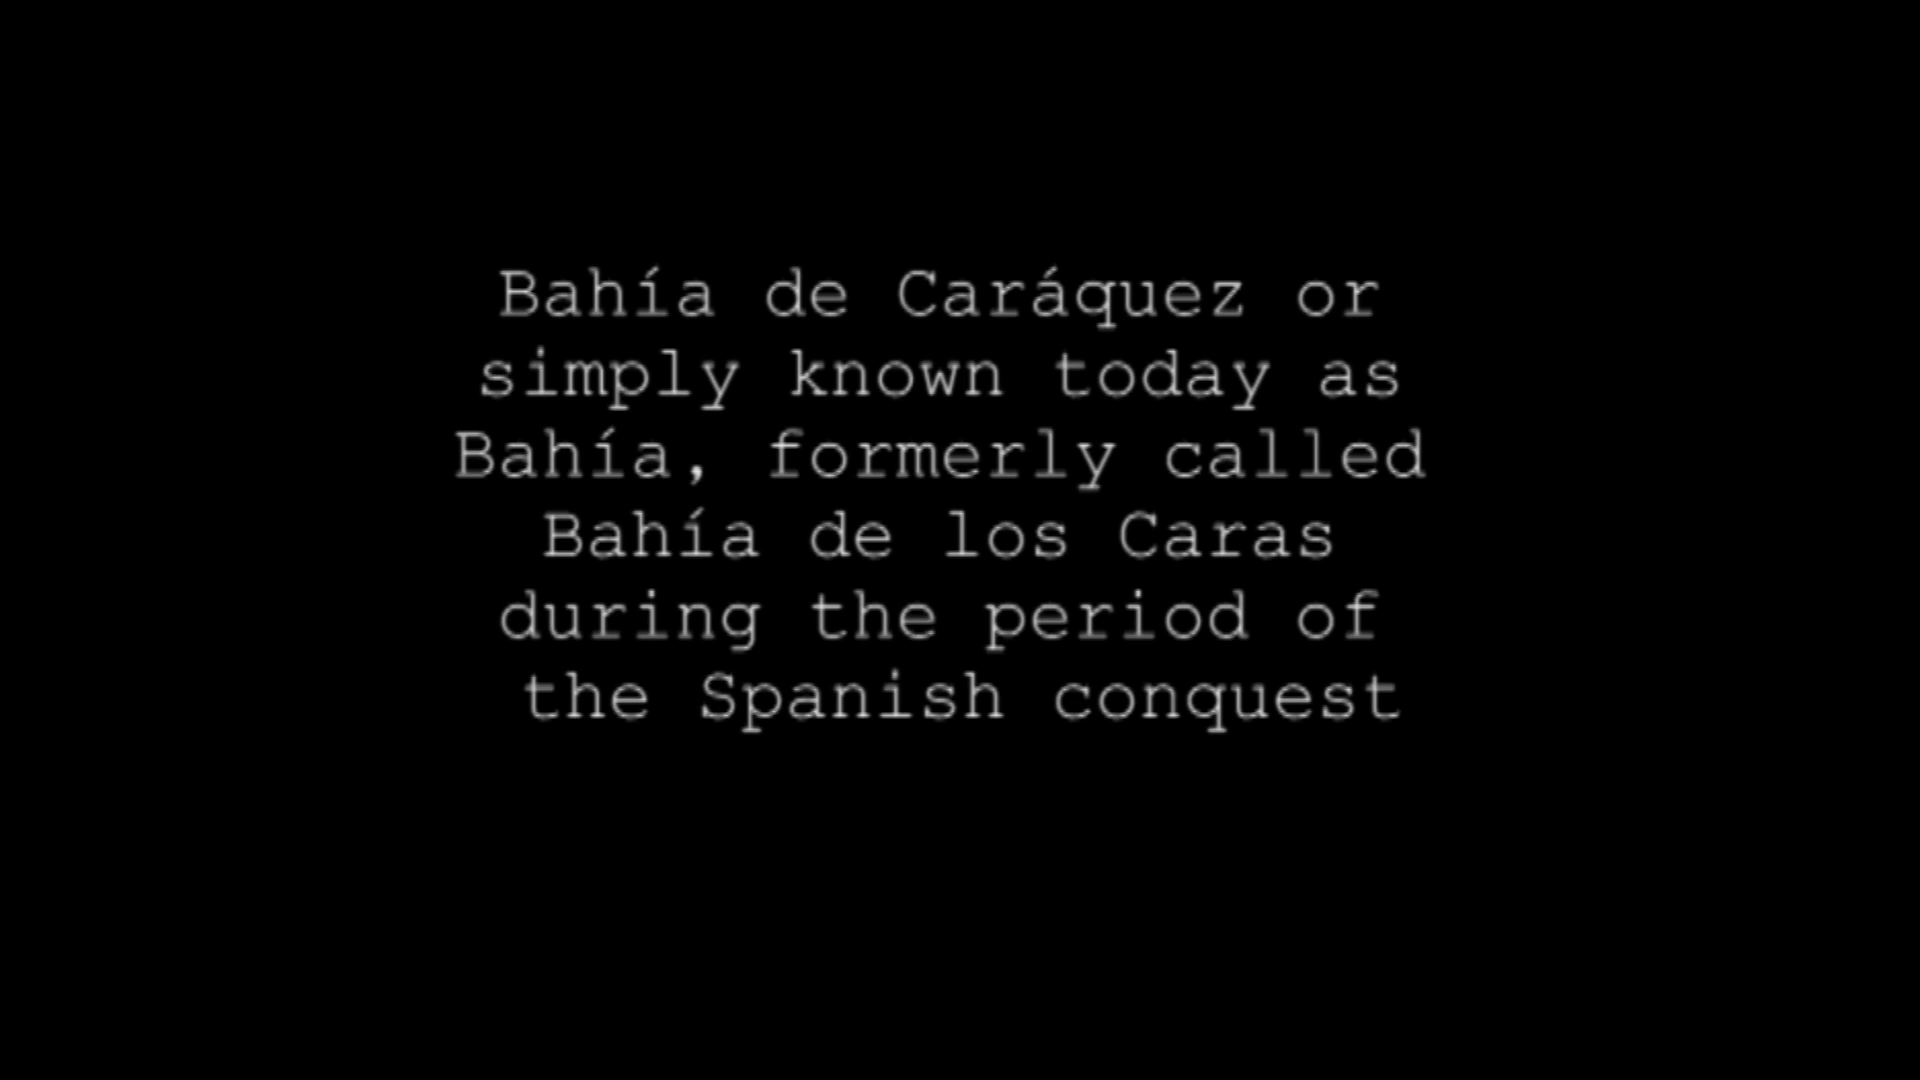 Bahía de Caráquez or
simply known today as
Bahía, formerly called
Bahía de los Caras
during the period of
the Spanish conquest